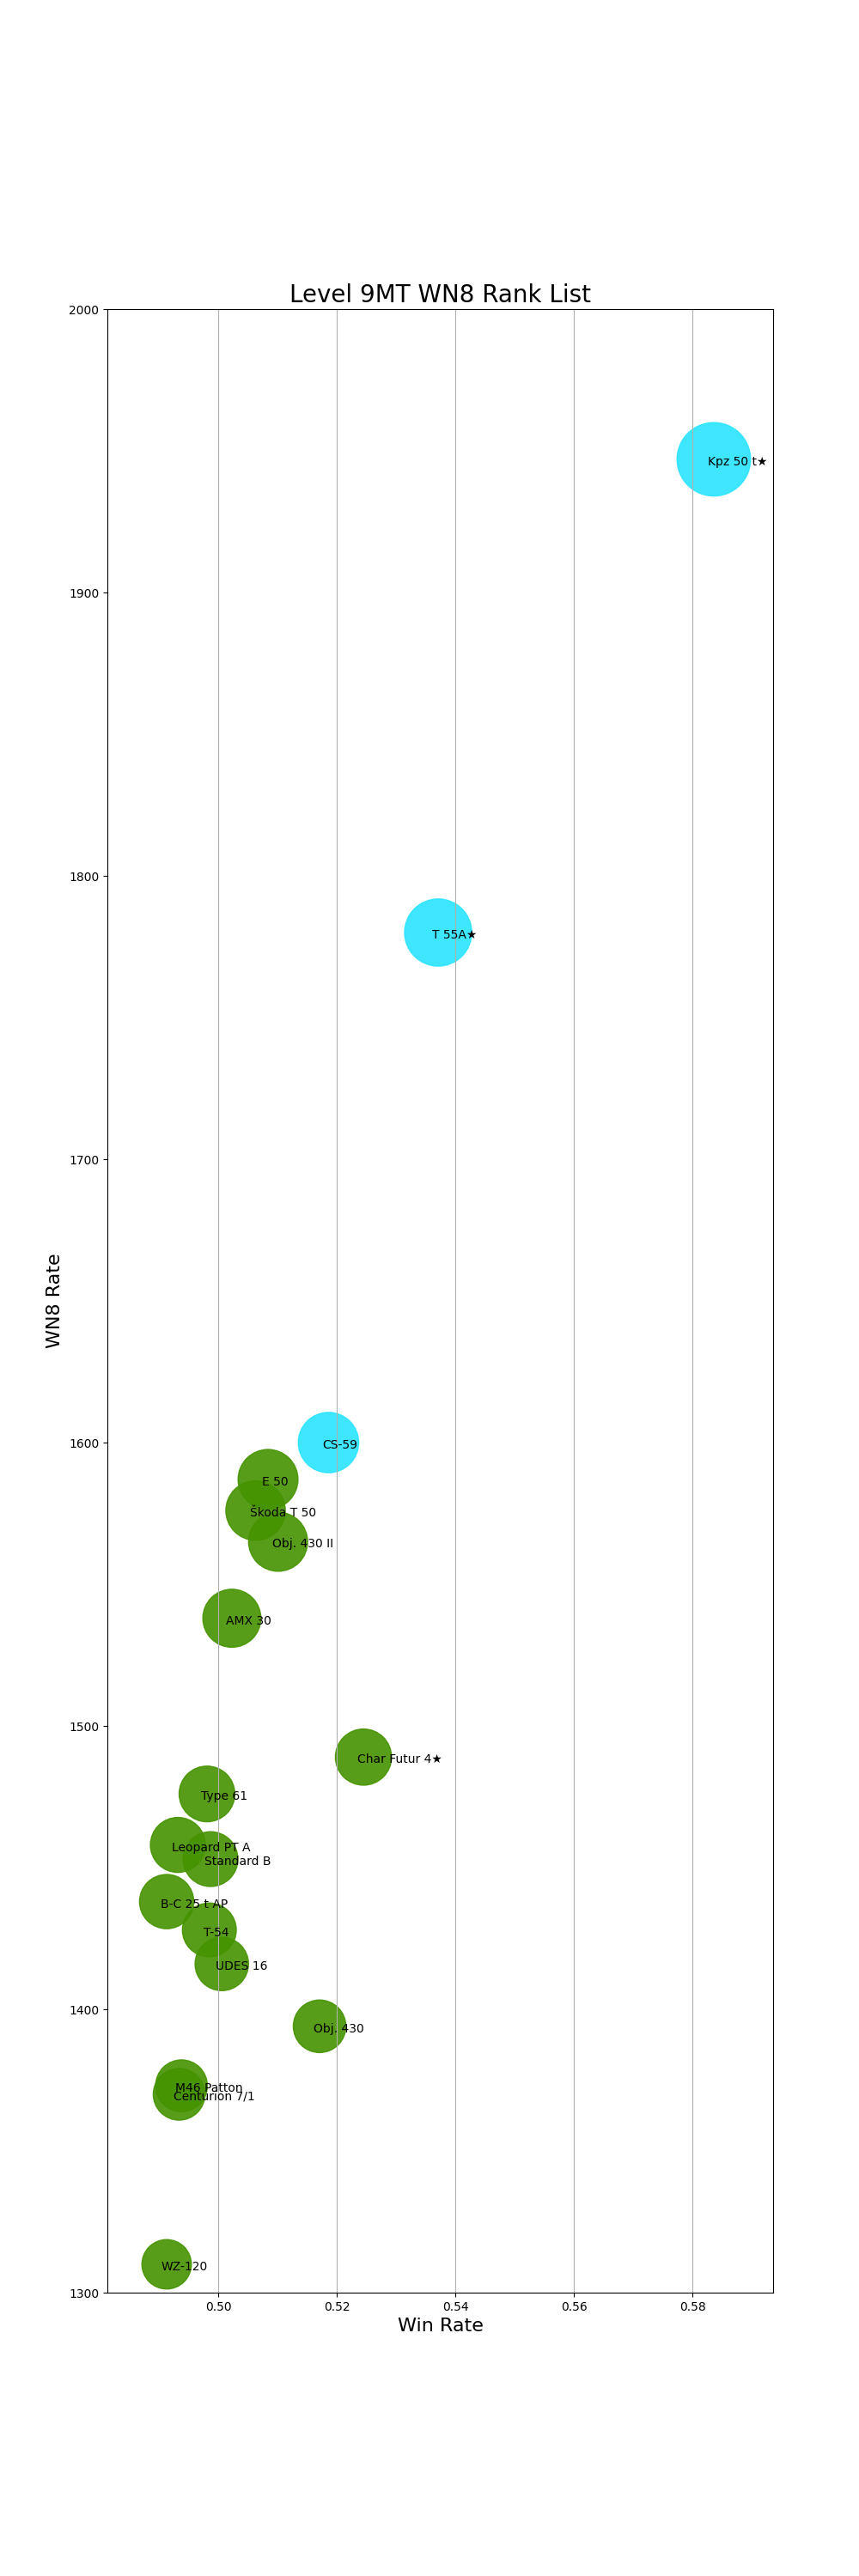 Level 9MT WN8 Rank List
2000
Kpz 50 t★
1900
1800
T 55A★
1700
WN8 Rate
1600
CS-59
E 50
Škoda T 50
Obj. 430 II
AMX 30
1500
Char Futur 4★
Type 61
Leopard PT A
Standard B
B-C 25 t AP
T-54
UDES 16
1400
Obj. 430
M46 Patton
Centurion 7/1
WZ-120
1300
0.50 0.52 0.54 0.56 0.58
Win Rate